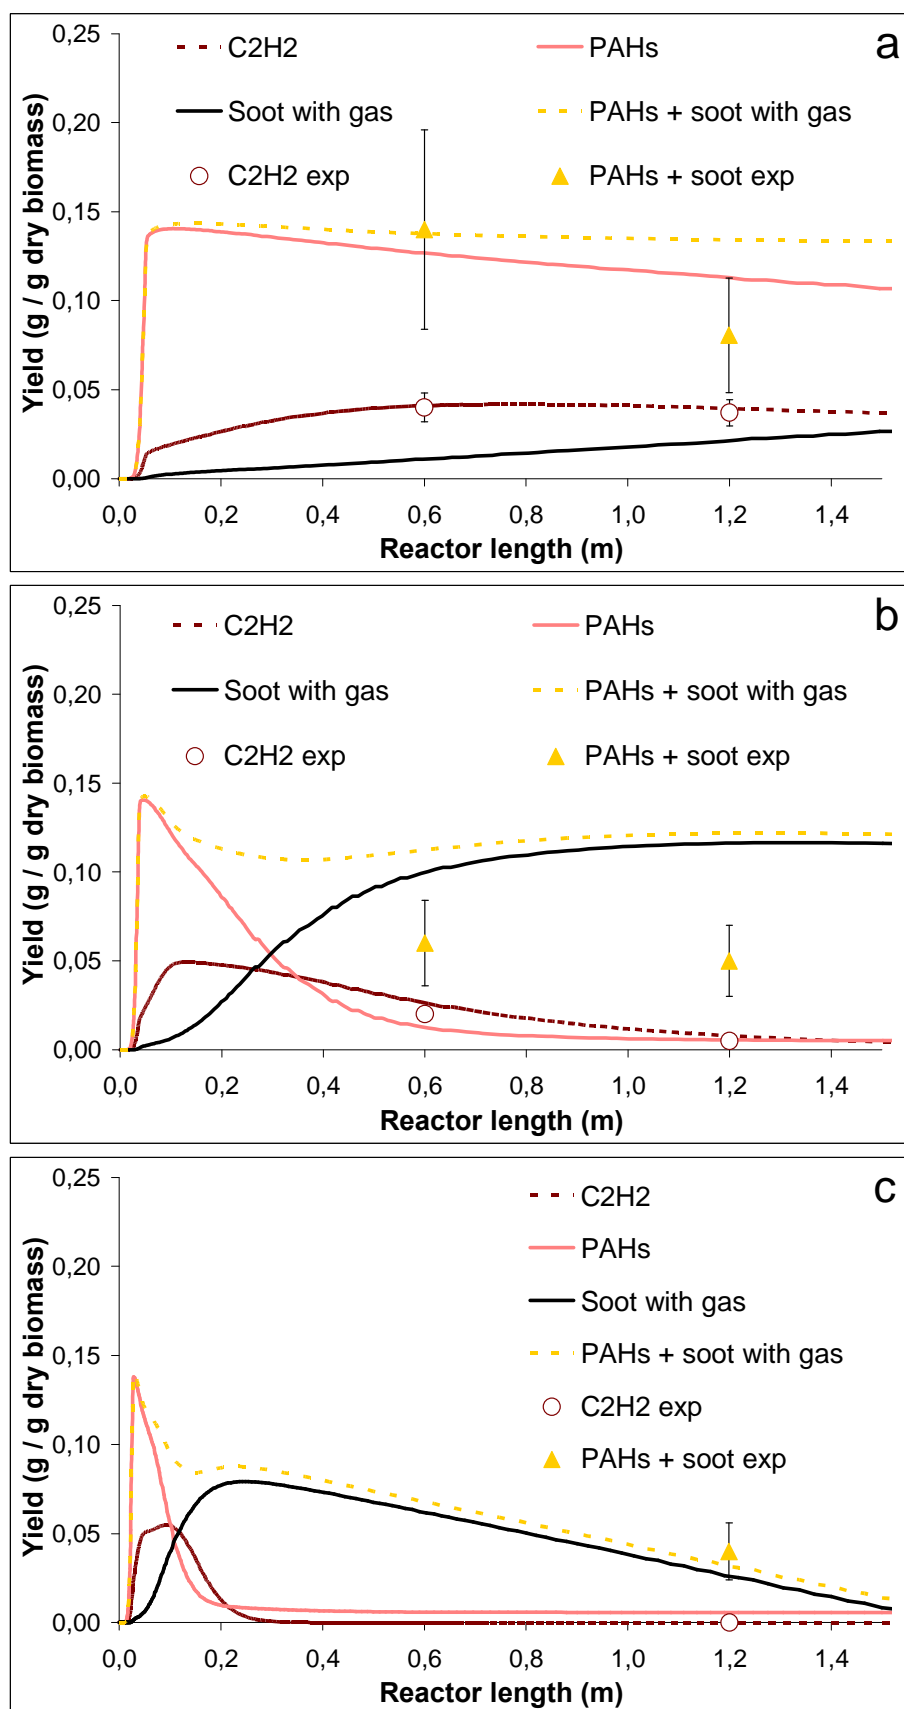 0,25
C2H2
PAHs
a
0,20
Soot with gas
PAHs + soot with gas
C2H2 exp
PAHs + soot exp
0,15
0,10
0,05
0,00
Yield (g / g dry biomass)
0,0 0,2 0,4 0,6 0,8 1,0 1,2 1,4
Reactor length (m)
0,25
C2H2
PAHs
b
0,20
Soot with gas
PAHs + soot with gas
C2H2 exp
PAHs + soot exp
0,15
0,10
0,05
0,00
Yield (g / g dry biomass)
0,0 0,2 0,4 0,6 0,8 1,0 1,2 1,4
Reactor length (m)
0,25
C2H2
c
PAHs
0,20
Soot with gas
PAHs + soot with gas
0,15
C2H2 exp
PAHs + soot exp
0,10
0,05
0,00
Yield (g / g dry biomass)
0,0 0,2 0,4 0,6 0,8 1,0 1,2 1,4
Reactor length (m)